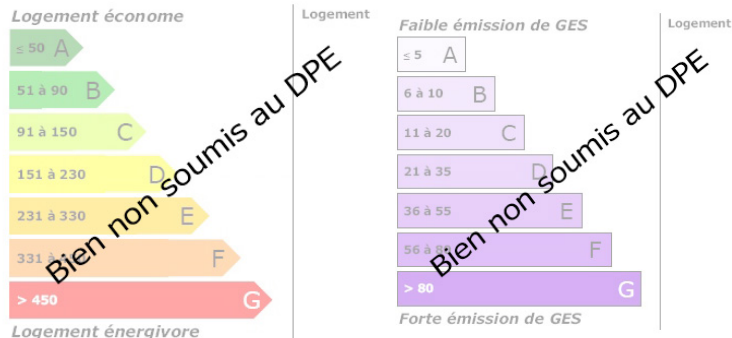 Logement économe
Logement
≤ 50 A
51 à 90 B
91 à 150 C
151 à 230 D
231 à 330 E
331 à F
> 450 G
Logement énergivore
Bien non soumis au DPE
Faible émission de GES
Logement
≤ 5 A
6 à 10 B
11 à 20 C
21 à 35 D
36 à 55 E
56 à 80 F
> 80 G
Forte émission de GES
Bien non soumis au DPE